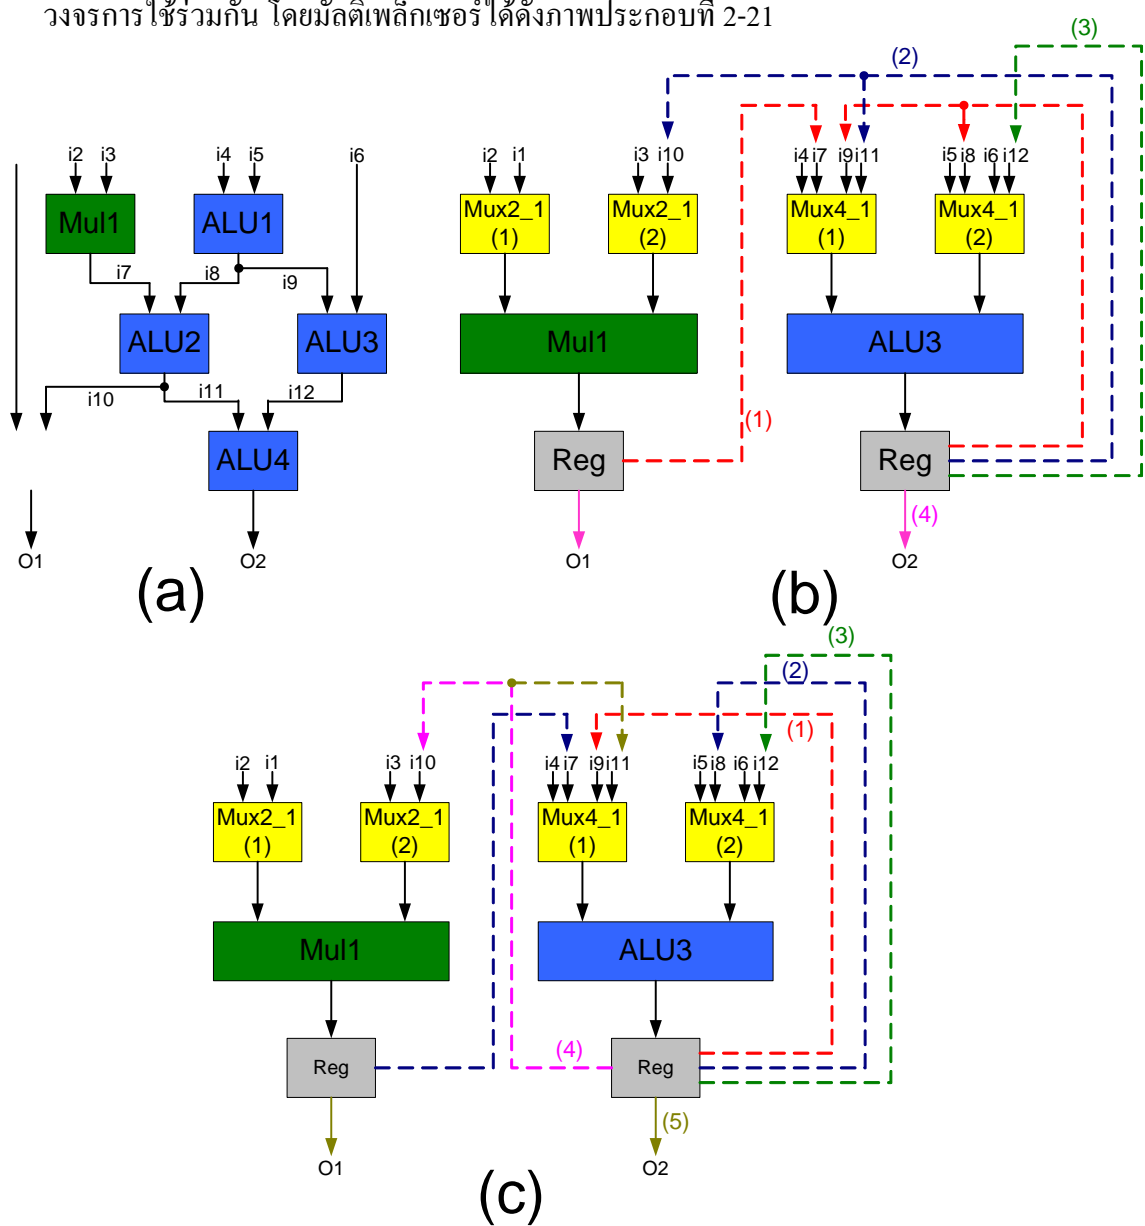 วงจรการใช้ร่วมกัน โดยมัลติเพล็กเซอร์ได้ดังภาพประกอบที่ 2-21
(3)
(2)
i2 i3 i4 i5 i6
i2 i1 i3 i10 i4 i7 i9 i11 i5 i8 i6 i12
Mul1 ALU1
Mux2_1 (1)
Mux2_1 (2)
Mux4_1 (1)
Mux4_1 (2)
i7 i8 i9
ALU2 ALU3
Mul1 ALU3
i10 i11 i12
(1)
ALU4
Reg Reg
(4)
O1 O2
O1 O2
(a) (b)
(3)
(2)
(1)
i2 i1 i3 i10 i4 i7 i9 i11 i5 i8 i6 i12
Mux2_1 (1)
Mux2_1 (2)
Mux4_1 (1)
Mux4_1 (2)
Mul1 ALU3
Reg (4) Reg
(5)
O1 O2
(c)